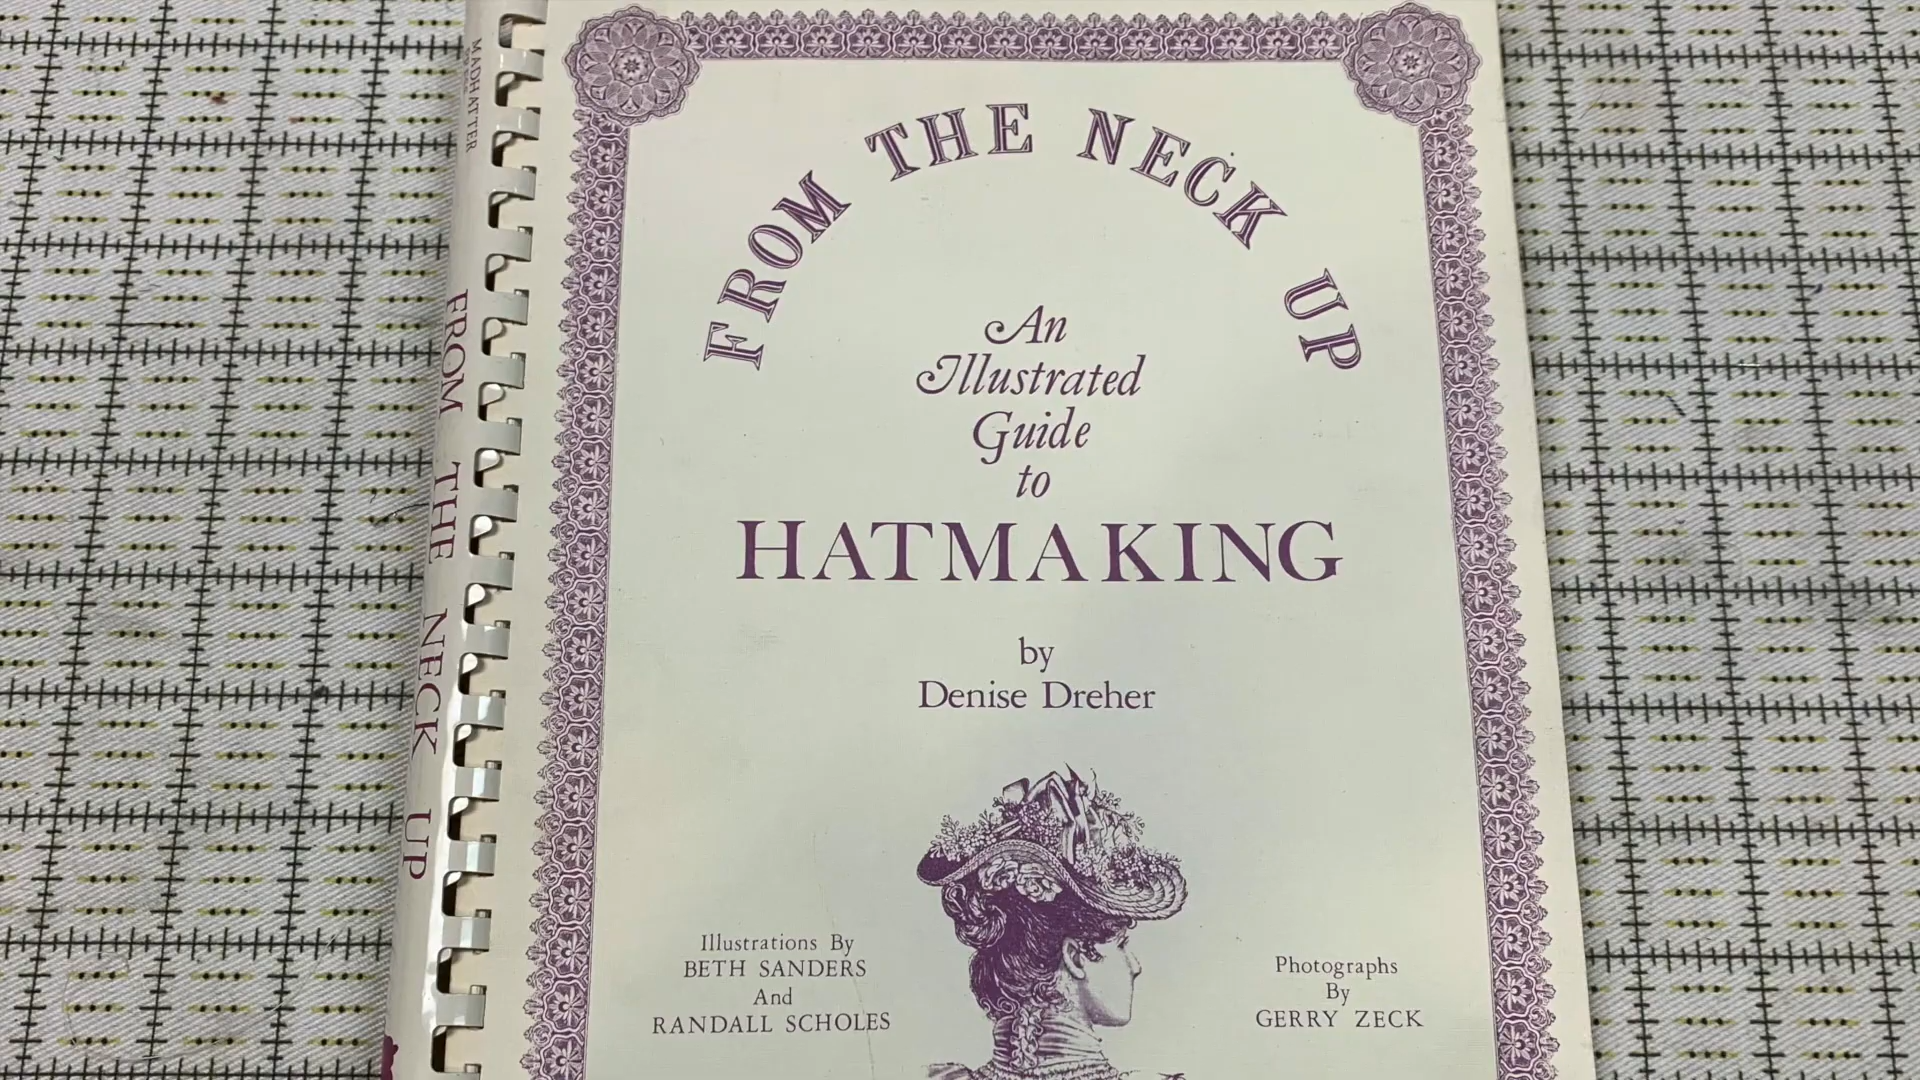 MADHATTER
FROM THE NECK UP
FROM THE NECK UP
An
Illustrated
Guide
to
HATMAKING
by
Denise Dreher
Illustrations By
BETH SANDERS
And
RANDALL SCHOLES
Photographs
By
GERRY ZECK